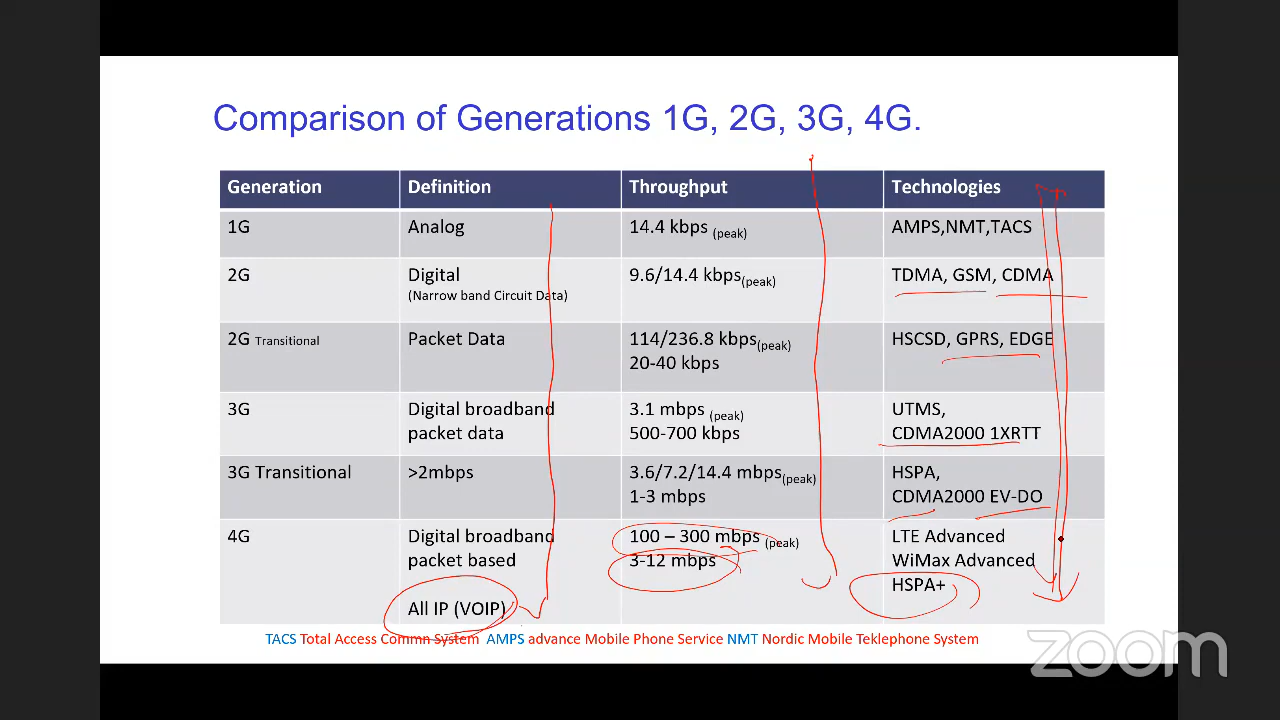 Comparison of Generations 1G, 2G, 3G, 4G.
Generation Definition Throughput Technologies
1G Analog 14.4 kbps (peak) AMPS,NMT,TACS
2G Digital 9.6/14.4 kbps(peak) TDMA, GSM, CDMA
(Narrow band Circuit Data)
2G Transitional Packet Data 114/236.8 kbps(peak) HSCSD, GPRS, EDGE
20-40 kbps
3G Digital broadband 3.1 mbps (peak) UTMS,
packet data 500-700 kbps CDMA2000 1XRTT
3G Transitional >2mbps 3.6/7.2/14.4 mbps(peak) HSPA,
1-3 mbps CDMA2000 EV-DO
4G Digital broadband 100 – 300 mbps (peak) LTE Advanced
packet based 3-12 mbps WiMax Advanced
HSPA+
All IP (VOIP)
TACS Total Access Commn System AMPS advance Mobile Phone Service NMT Nordic Mobile Teklephone System
zoom